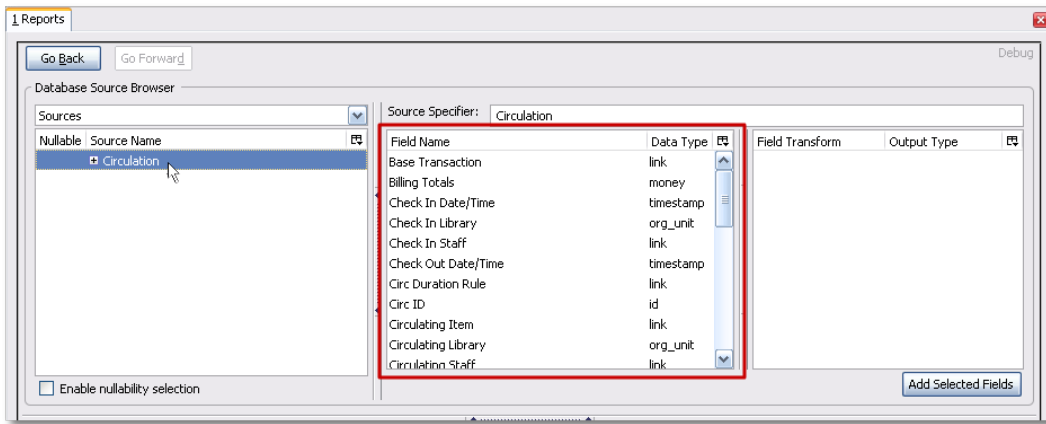 1 Reports
Go Back Go Forward Debug
Database Source Browser
Sources Source Specifier: Circulation
Nullable Source Name Field Name Data Type Field Transform Output Type
Circulation Base Transaction link
Billing Totals money
Check In Date/Time timestamp
Check In Library org_unit
Check In Staff link
Check Out Date/Time timestamp
Circ Duration Rule link
Circ ID id
Circulating Item link
Circulating Library org_unit
Circulating Staff link
Enable nullability selection Add Selected Fields